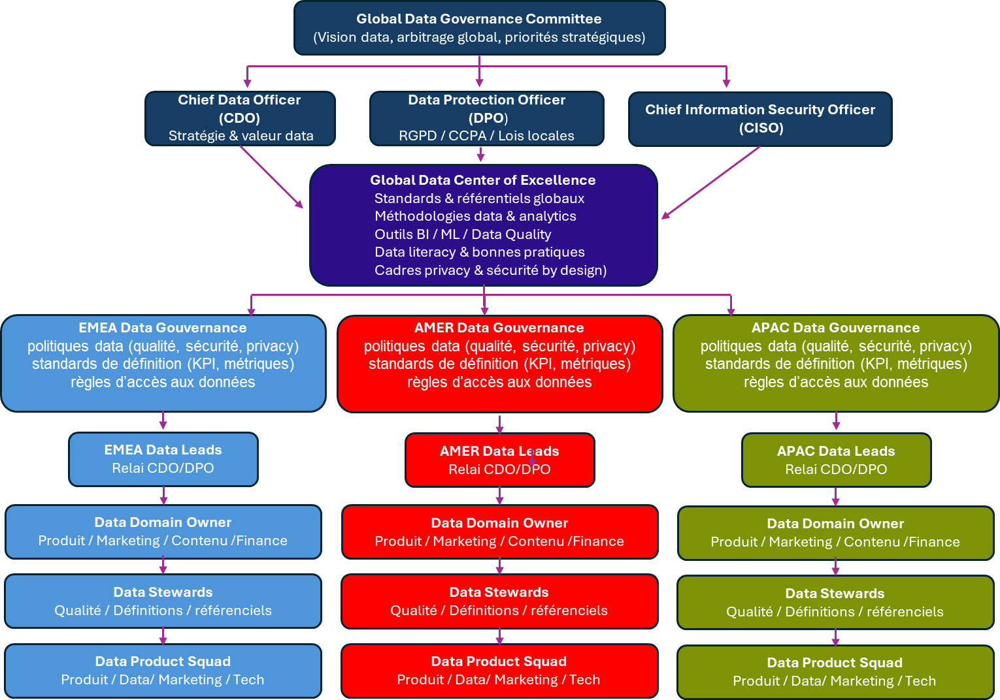 Global Data Governance Committee
(Vision data, arbitrage global, priorités stratégiques)
Chief Data Officer
(CDO)
Stratégie & valeur data
Data Protection Officer
(DPO)
RGPD / CCPA / Lois locales
Chief Information Security Officer
(CISO)
Global Data Center of Excellence
Standards & référentiels globaux
Méthodologies data & analytics
Outils BI / ML / Data Quality
Data literacy & bonnes pratiques
Cadres privacy & sécurité by design)
EMEA Data Gouvernance
politiques data (qualité, sécurité, privacy)
standards de définition (KPI, métriques)
règles d’accès aux données
AMER Data Gouvernance
politiques data (qualité, sécurité, privacy)
standards de définition (KPI, métriques)
règles d’accès aux données
APAC Data Gouvernance
politiques data (qualité, sécurité, privacy)
standards de définition (KPI, métriques)
règles d’accès aux données
EMEA Data Leads
Relai CDO/DPO
AMER Data Leads
Relai CDO/DPO
APAC Data Leads
Relai CDO/DPO
Data Domain Owner
Produit / Marketing / Contenu /Finance
Data Domain Owner
Produit / Marketing / Contenu /Finance
Data Domain Owner
Produit / Marketing / Contenu /Finance
Data Stewards
Qualité / Définitions / référenciels
Data Stewards
Qualité / Définitions / référenciels
Data Stewards
Qualité / Définitions / référenciels
Data Product Squad
Produit / Data/ Marketing / Tech
Data Product Squad
Produit / Data/ Marketing / Tech
Data Product Squad
Produit / Data/ Marketing / Tech